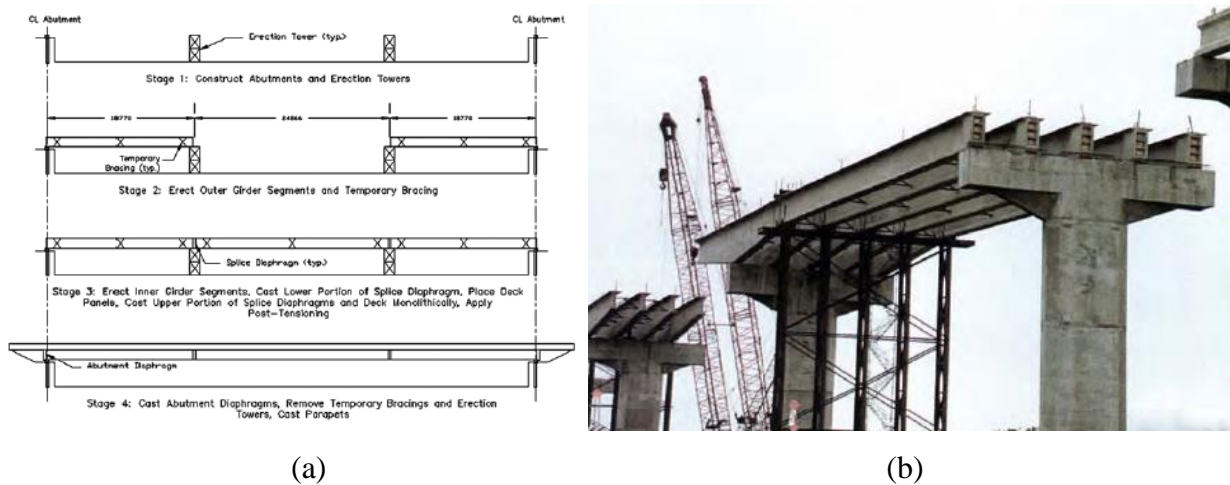 CL Abutment
CL Abutment
Erection Tower (typ.)
Stage 1: Construct Abutments and Erection Towers
18770
24866
18770
Temporary
Bracing (typ.)
Stage 2: Erect Outer Girder Segments and Temporary Bracing
Splice Diaphragm (typ.)
Stage 3: Erect Inner Girder Segments, Cast Lower Portion of Splice Diaphragm, Place Deck
Panels, Cast Upper Portion of Splice Diaphragms and Deck Monolithically, Apply
Post-Tensioning
Abutment Diaphragm
Stage 4: Cast Abutment Diaphragms, Remove Temporary Bracings and Erection
Towers, Cast Parapets
(a)
(b)